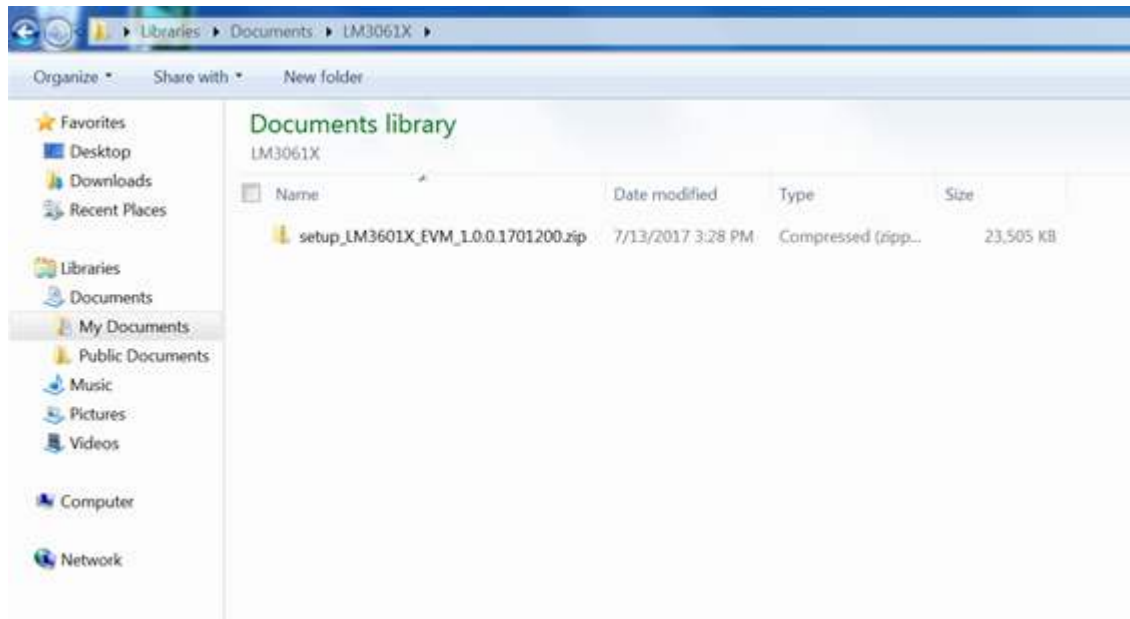 Libraries Documents LM3061X
Organize Share with New folder
Favorites
Desktop
Downloads
Recent Places
Libraries
Documents
My Documents
Public Documents
Music
Pictures
Videos
Computer
Network
Documents library
LM3061X
Name Date modified Type Size
setup_LM3601X_EVM_1.0.0.1701200.zip 7/13/2017 3:28 PM Compressed (zipp... 23,505 KB